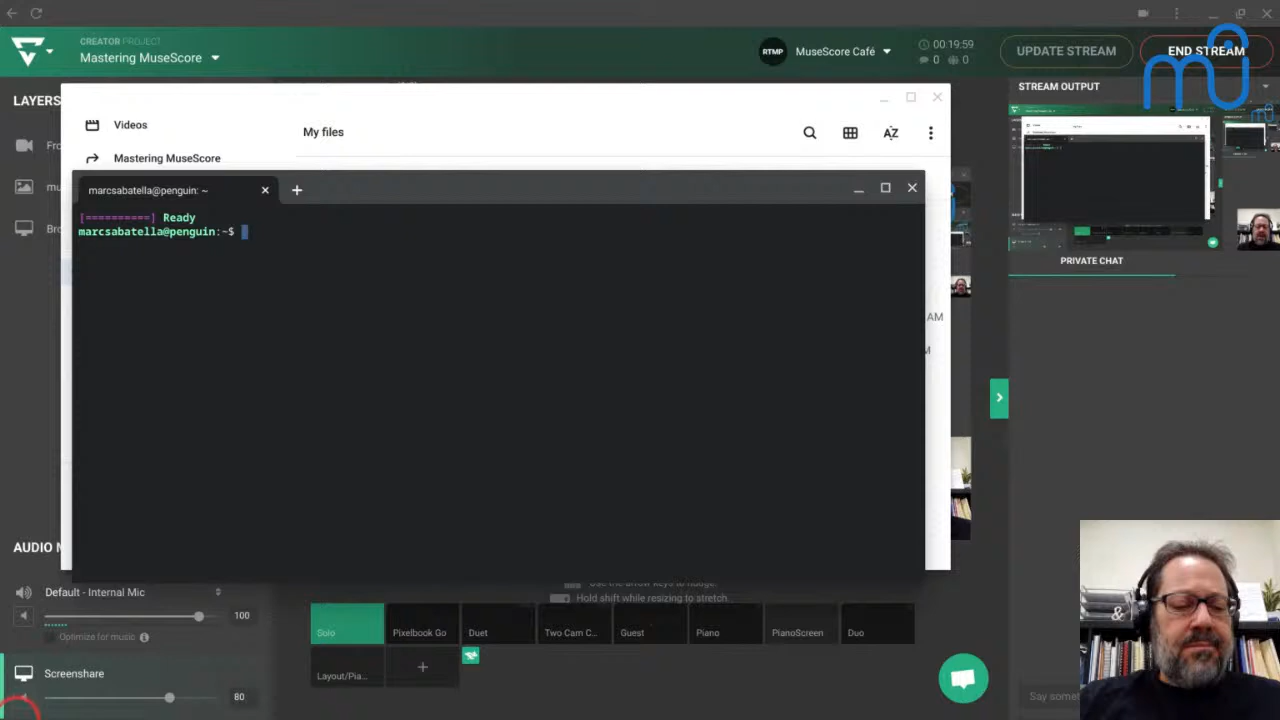 CREATOR PROJECT
Mastering MuseScore
RTMP
MuseScore Café
00:19:59
0
0
UPDATE STREAM
END STREAM
LAYERS
STREAM OUTPUT
Videos
My files
AZ
Mastering MuseScore
marcsabatella@penguin: ~
[==========] Ready
marcsabatella@penguin:~$
PRIVATE CHAT
AM
AUDIO
Default - Internal Mic
100
Optimize for music
Screenshare
80
Use the arrow keys to nudge.
Hold shift while resizing to stretch.
Solo
Pixelbook Go
Duet
Two Cam C...
Guest
Piano
PianoScreen
Duo
Layout/Pia...
&